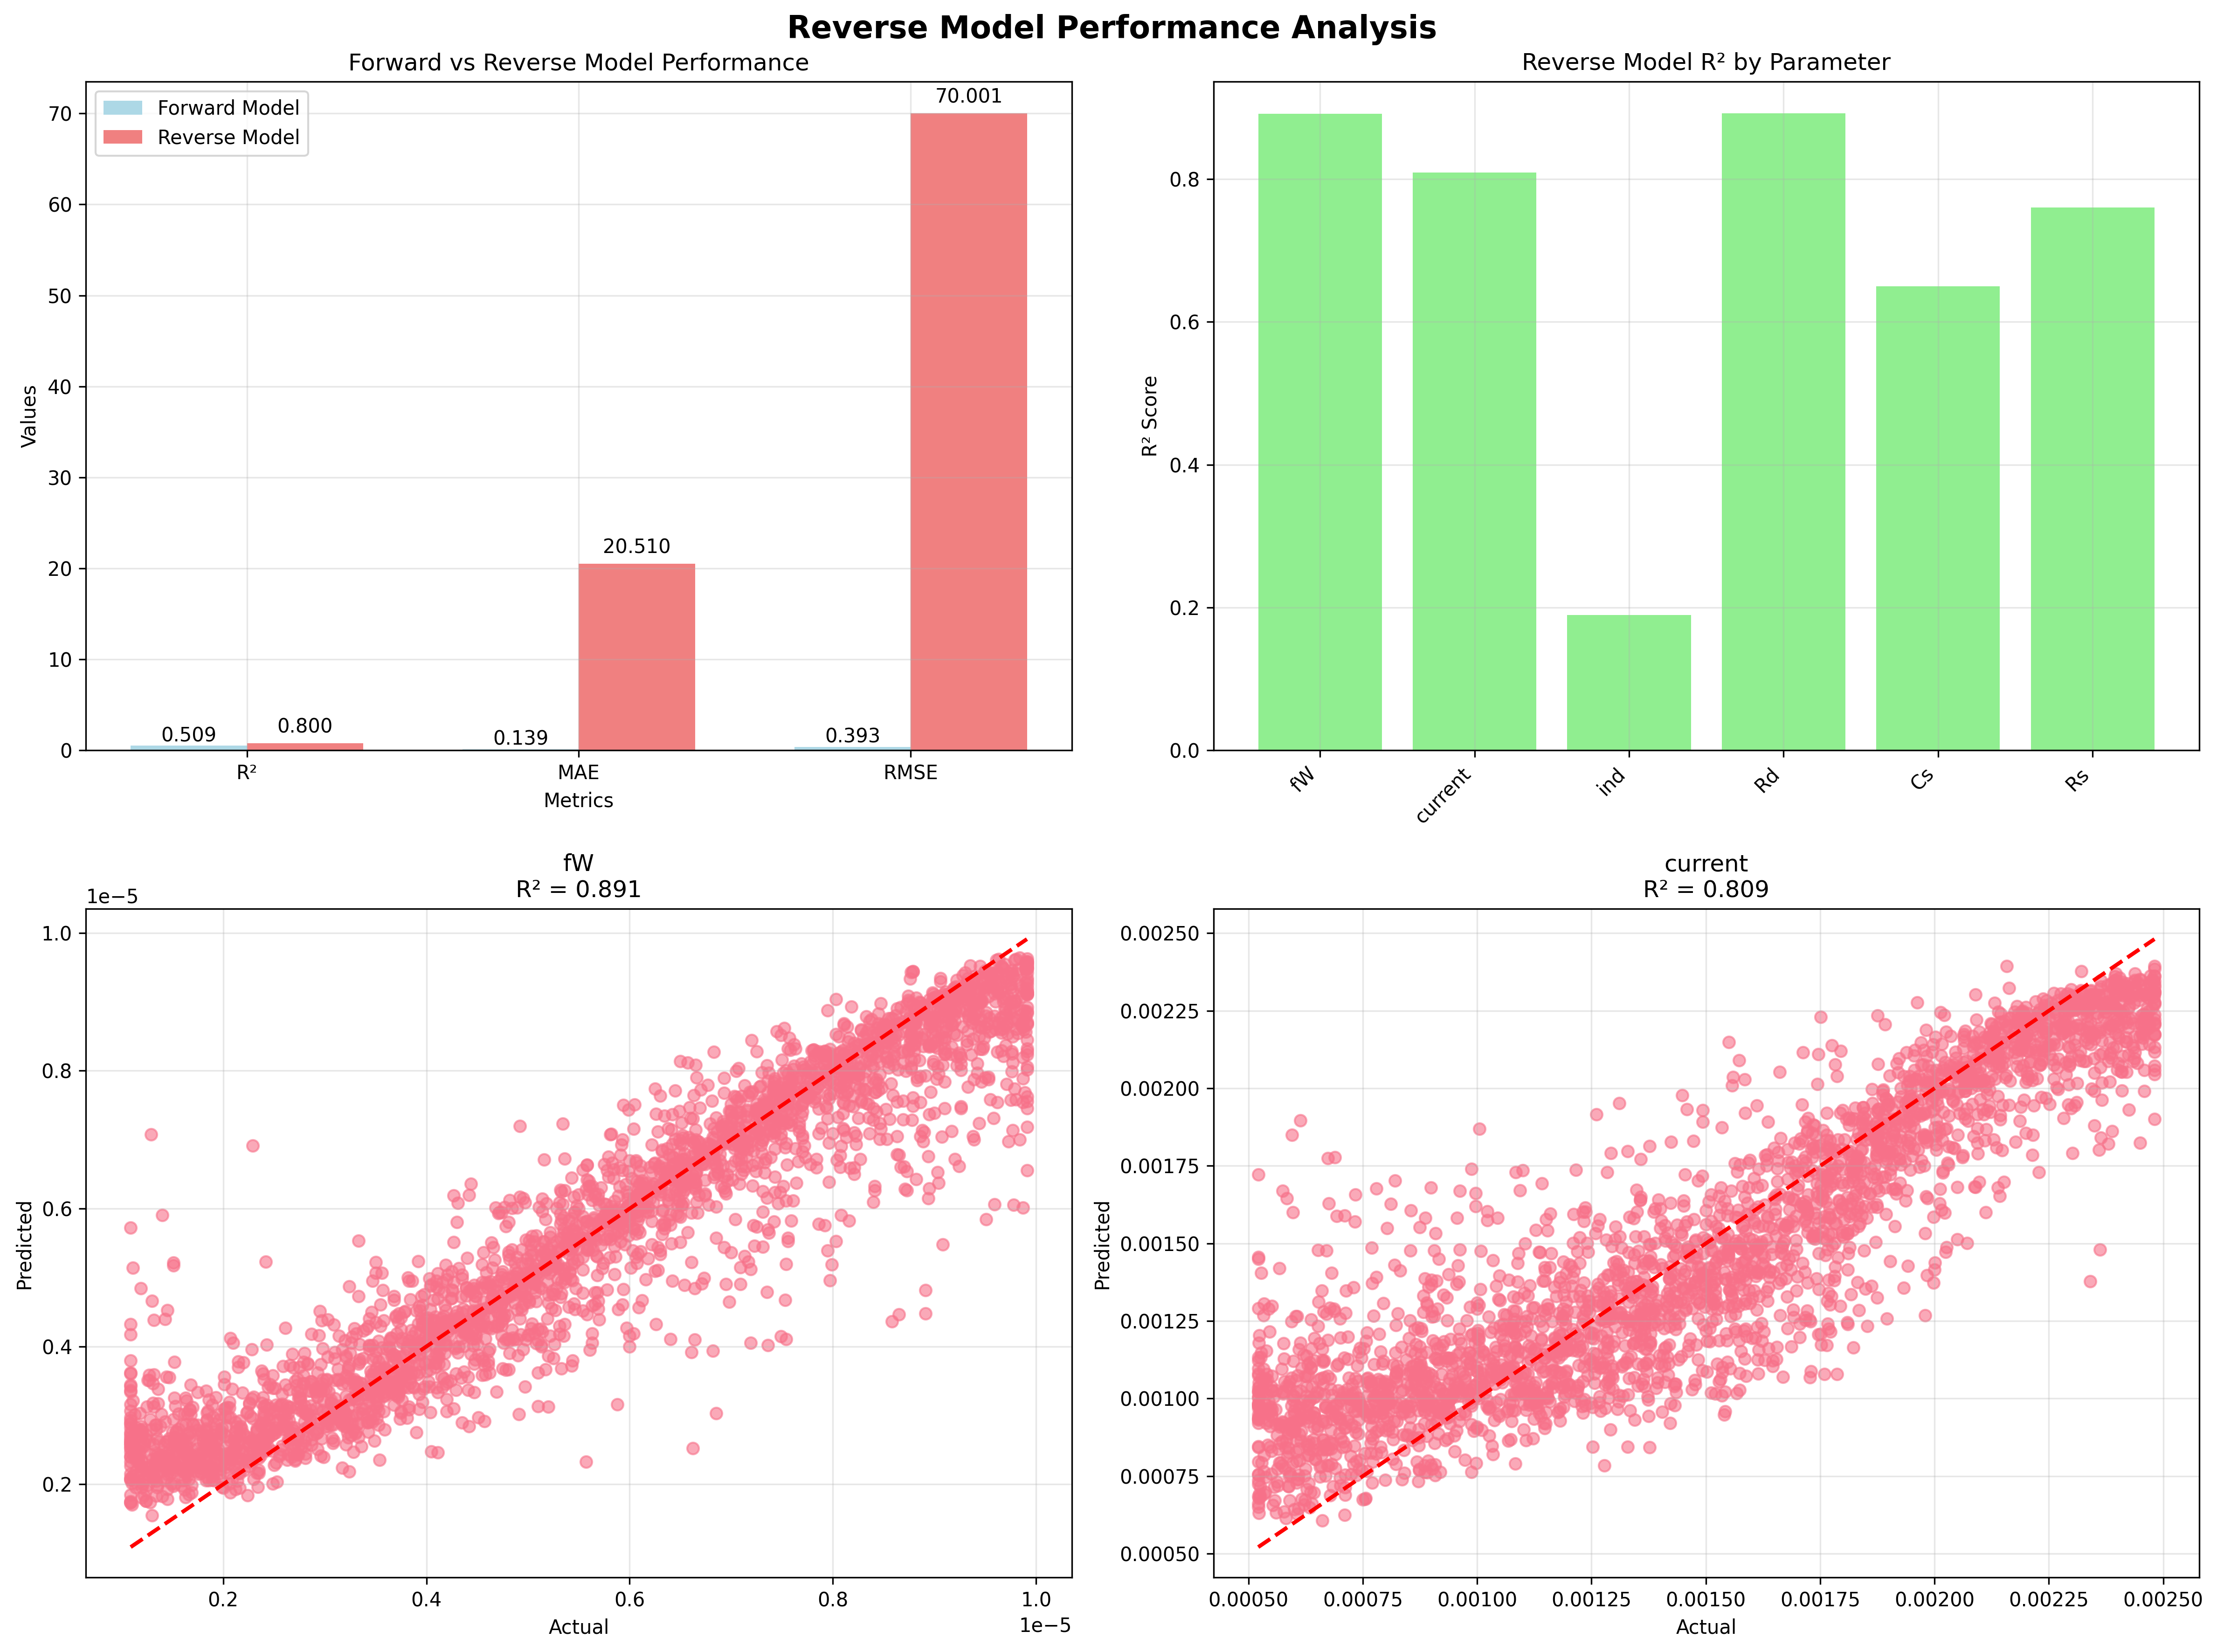 Reverse Model Performance Analysis
Forward vs Reverse Model Performance
Forward Model
Reverse Model
70
60
50
40
30
20
10
0
Values
0.509
0.800
0.139
20.510
0.393
70.001
R²
MAE
RMSE
Metrics
Reverse Model R² by Parameter
0.8
0.6
0.4
0.2
0.0
R² Score
fW
current
ind
Rd
Cs
Rs
fW
R² = 0.891
1e−5
1.0
0.8
0.6
0.4
0.2
Predicted
0.2
0.4
0.6
0.8
1.0
1e−5
Actual
current
R² = 0.809
0.00250
0.00225
0.00200
0.00175
0.00150
0.00125
0.00100
0.00075
0.00050
Predicted
0.00050
0.00075
0.00100
0.00125
0.00150
0.00175
0.00200
0.00225
0.00250
Actual